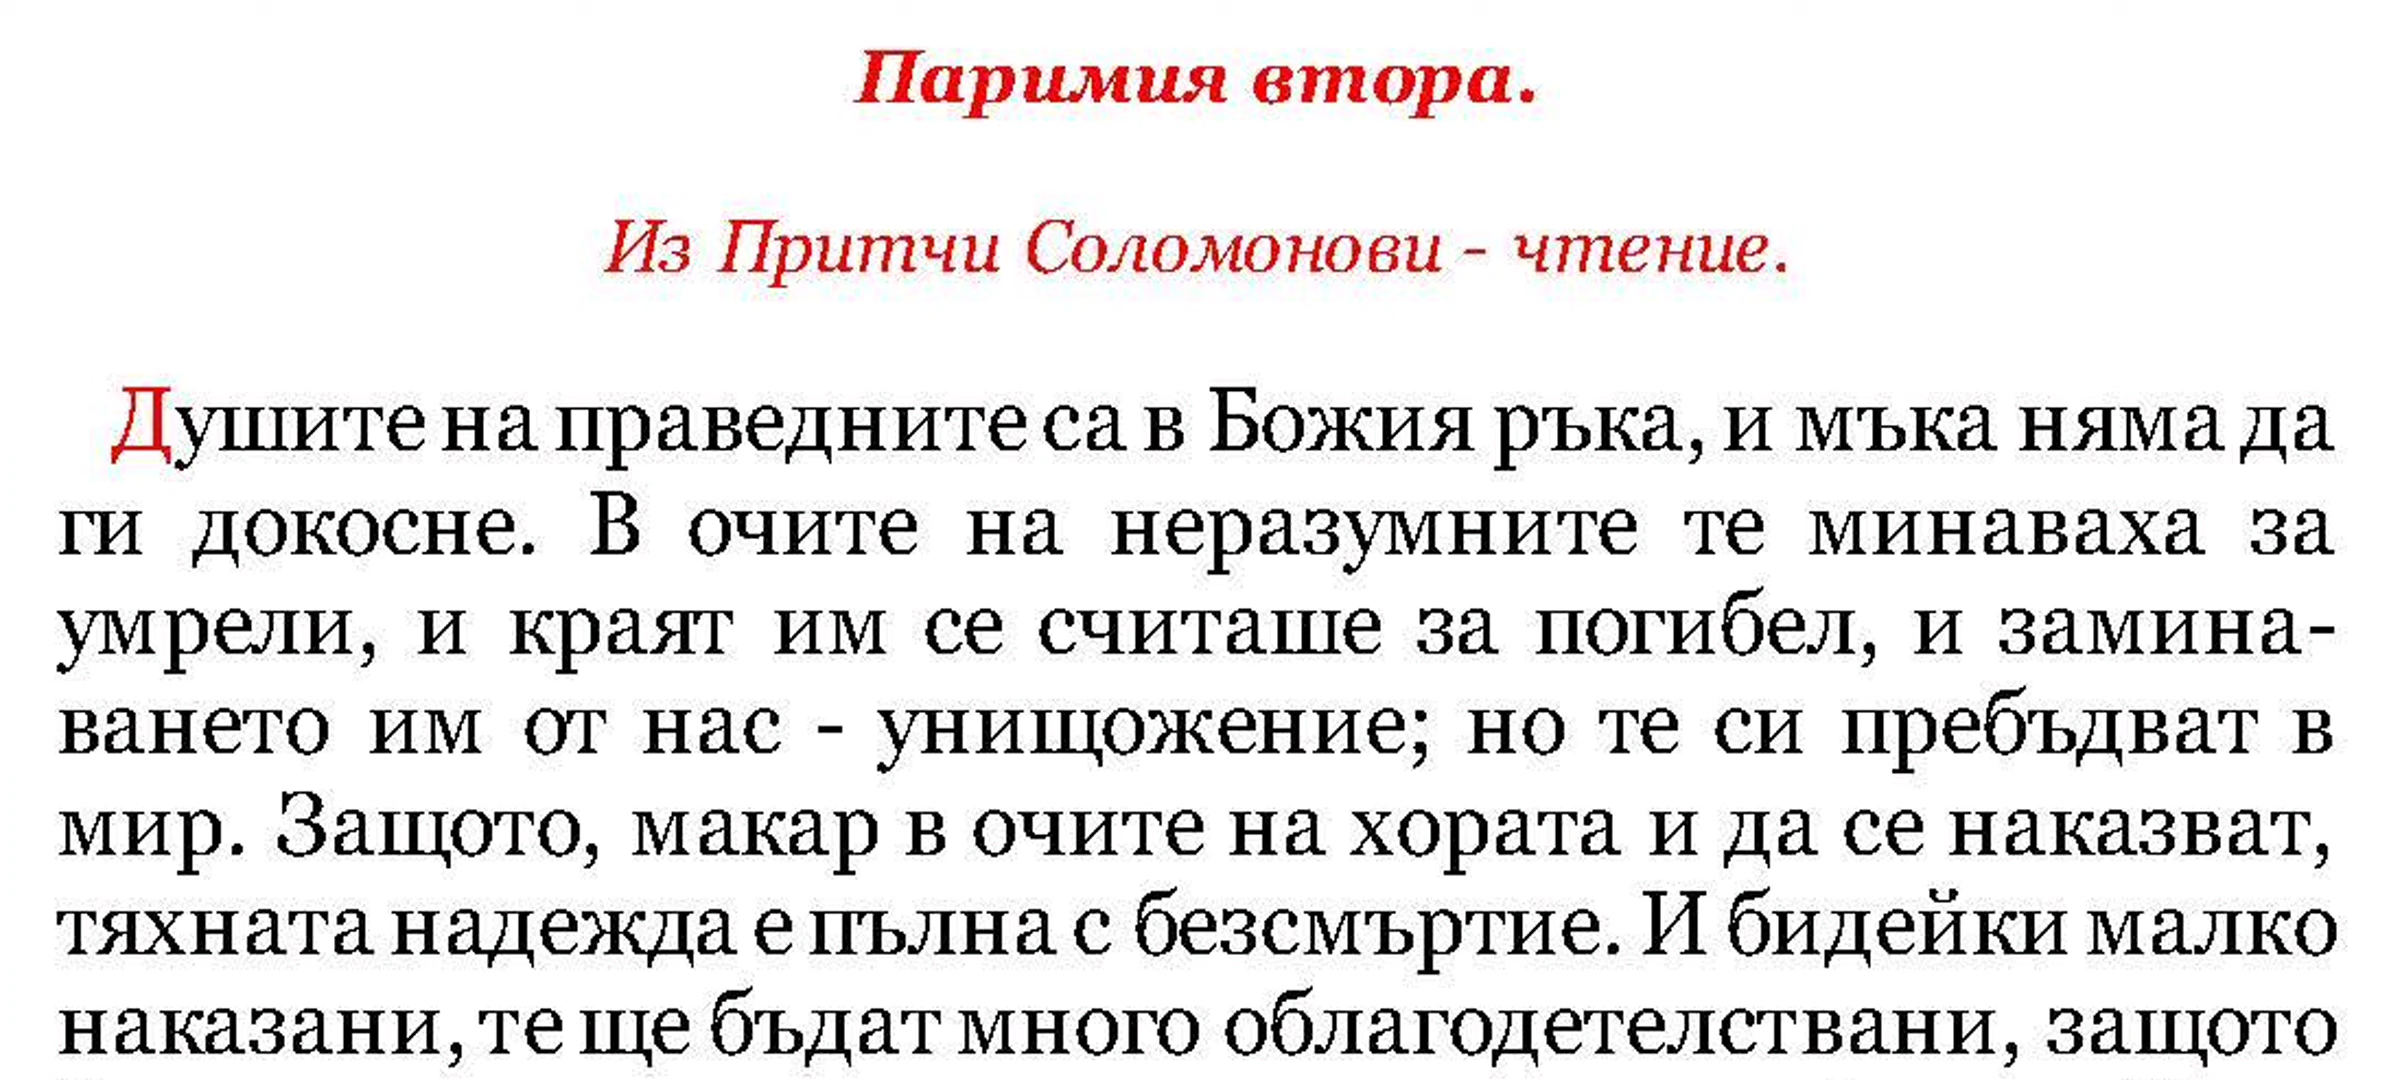 Паримия втора.
Из Притчи Соломонови - чтение.
Душите на праведните са в Божия ръка, и мъка няма да
ги докосне. В очите на неразумните те минаваха за
умрели, и краят им се считаше за погибел, и замина-
ването им от нас - унищожение; но те си пребъдват в
мир. Защото, макар в очите на хората и да се наказват,
тяхната надежда е пълна с безсмъртие. И бидейки малко
наказани, те ще бъдат много облагодетелствани, защото